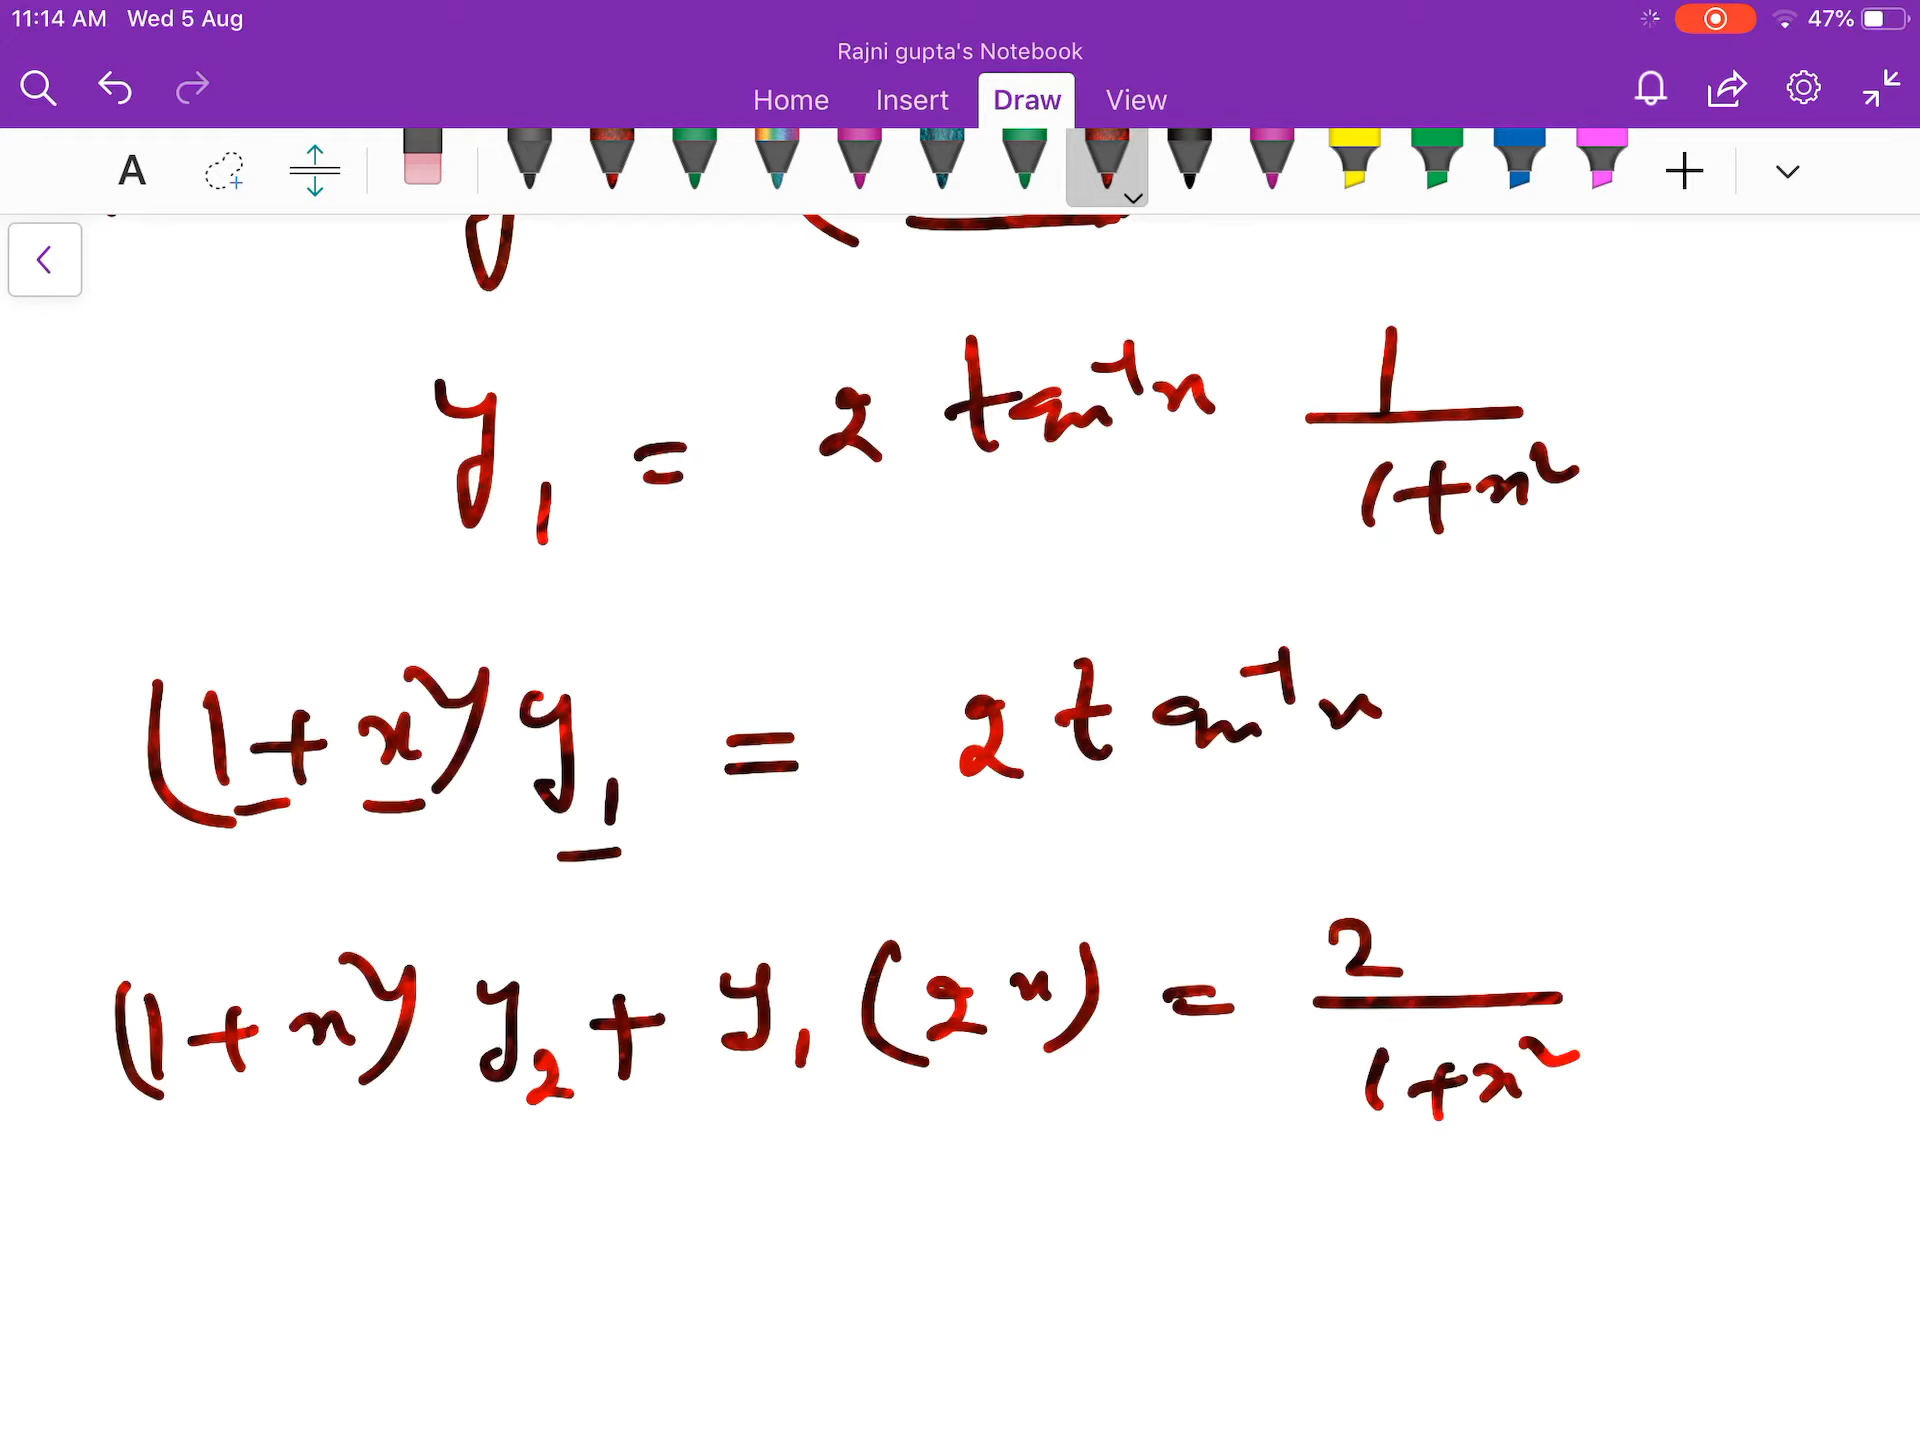 11:14 AM Wed 5 Aug 47%
Rajni gupta's Notebook
Home Insert Draw View
A
y₁ = 2 tan⁻¹x 1/(1+x²)
(1+x²)y₁ = 2 tan⁻¹x
(1+x²) y₂ + y₁ (2x) = 2/(1+x²)